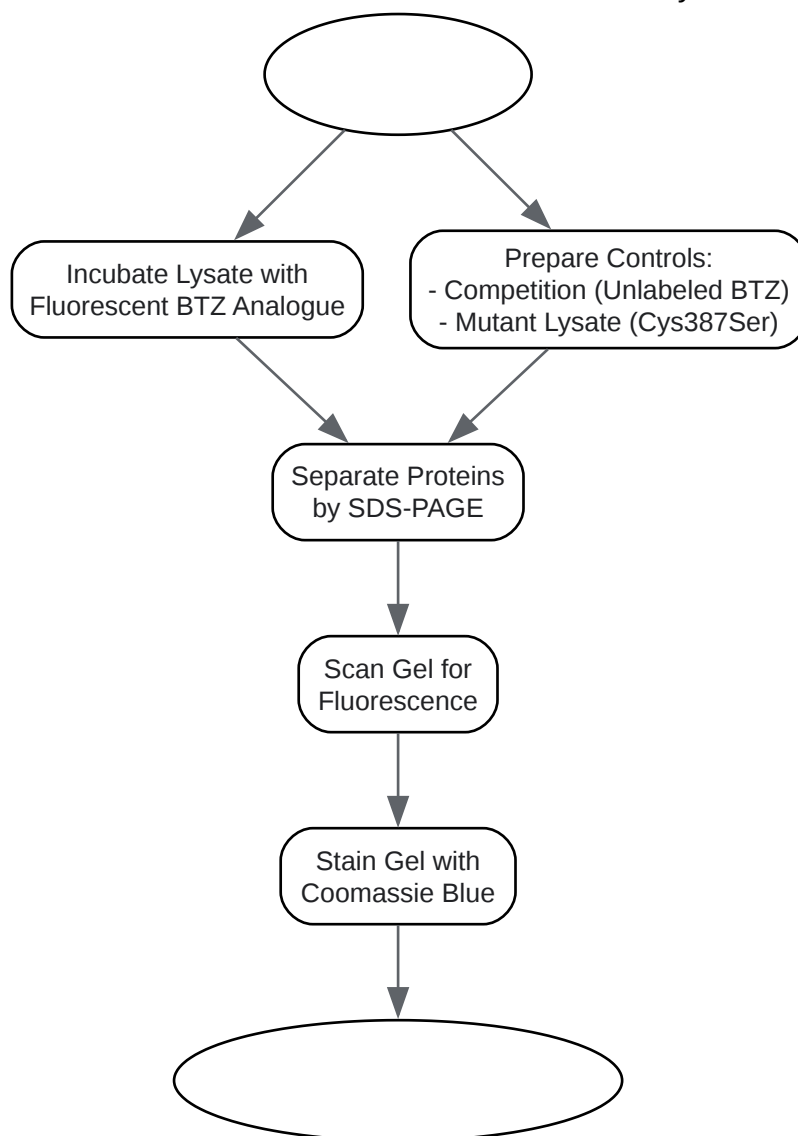 Incubate Lysate with
Fluorescent BTZ Analogue
Prepare Controls:
- Competition (Unlabeled BTZ)
- Mutant Lysate (Cys387Ser)
Separate Proteins
by SDS-PAGE
Scan Gel for
Fluorescence
Stain Gel with
Coomassie Blue